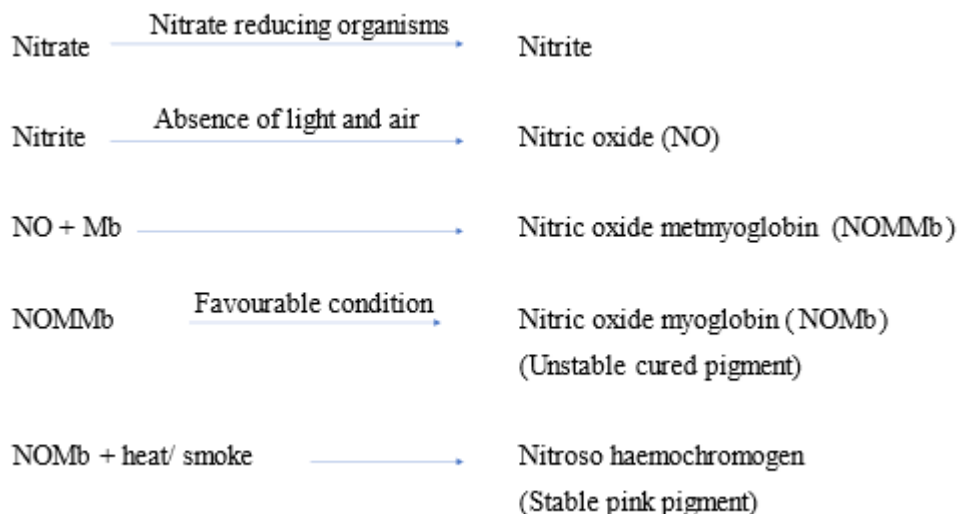 Nitrate Nitrate reducing organisms Nitrite
Nitrite Absence of light and air Nitric oxide (NO)
NO + Mb Nitric oxide metmyoglobin (NOMMb)
NOMMb Favourable condition Nitric oxide myoglobin (NOMb)
(Unstable cured pigment)
NOMb + heat/ smoke Nitroso haemochromogen
(Stable pink pigment)